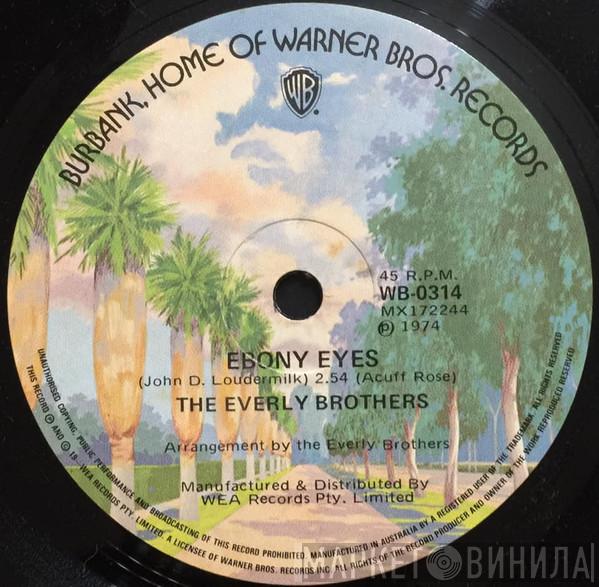 BURBANK, HOME OF WARNER BROS. RECORDS
WB
45 R.P.M.
WB-0314
MX172244
℗ 1974
EBONY EYES
(John D. Loudermilk) 2.54 (Acuff Rose)
THE EVERLY BROTHERS
Arrangement by the Everly Brothers
Manufactured & Distributed By
WEA Records Pty. Limited
UNAUTHORISED COPYING, PUBLIC PERFORMANCE AND BROADCASTING OF THIS RECORD PROHIBITED. MANUFACTURED IN AUSTRALIA BY A REGISTERED USER OF THE TRADEMARK. ALL RIGHTS RESERVED
THIS RECORD ℗ AND © 19 - WEA RECORDS PTY. LIMITED. A LICENSEE OF WARNER BROS. RECORDS INC. ALL RIGHTS OF THE RECORD PRODUCER AND OWNER OF THE WORK REPRODUCED RESERVED
МАРКЕТ ВИНИЛА